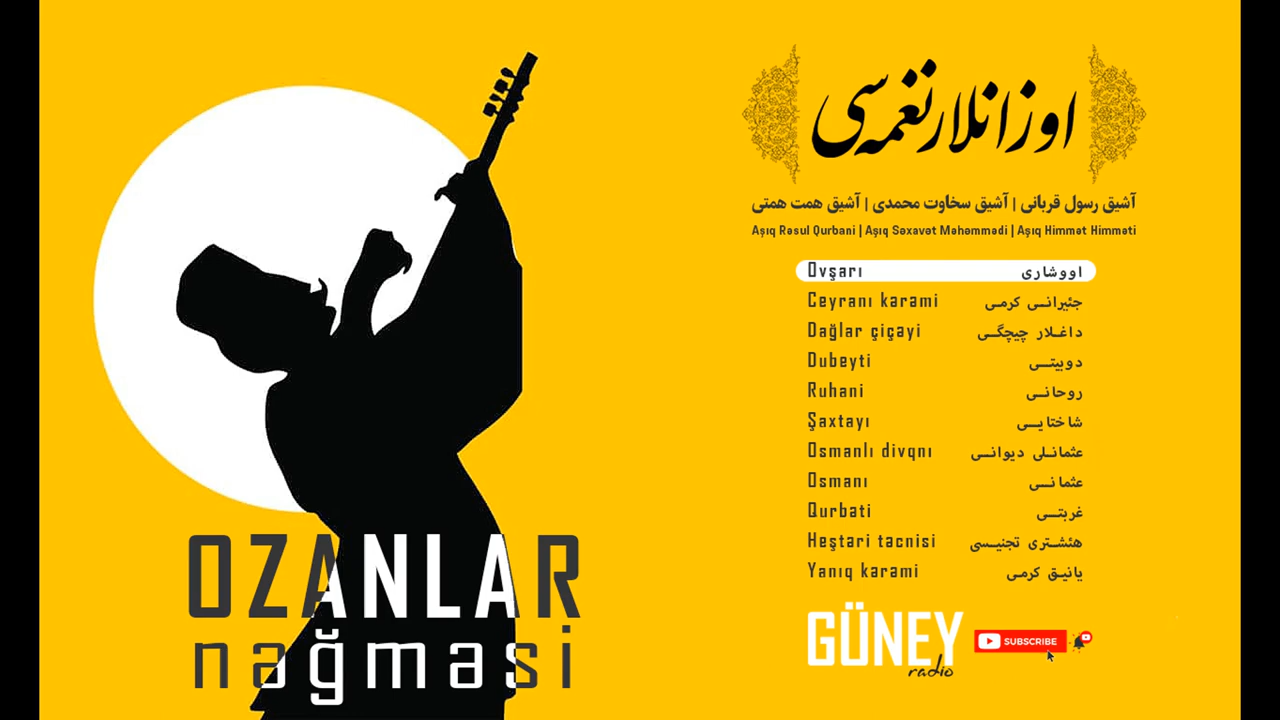 اوزانلار نغمه‌سی
آشیق رسول قربانی | آشیق سخاوت محمدی | آشیق همت همتی
Aşıq Rəsul Qurbani | Aşıq Səxavət Məhəmmədi | Aşıq Himmət Himməti
Ovşarı اووشاری
Ceyranı karami جئیرانی کرمی
Dağlar çiçayi داغلار چیچگی
Dubeyti دوبیتی
Ruhani روحانی
Şaxtayı شاختایی
Osmanlı divqnı عثمانلی دیوانی
Osmanı عثمانی
Qurbati غربتی
Heştari tacnisi هئشتری تجنیسی
Yanıq karami یانیق کرمی
OZANLAR
nağməsi
GÜNEY
radio
SUBSCRIBE